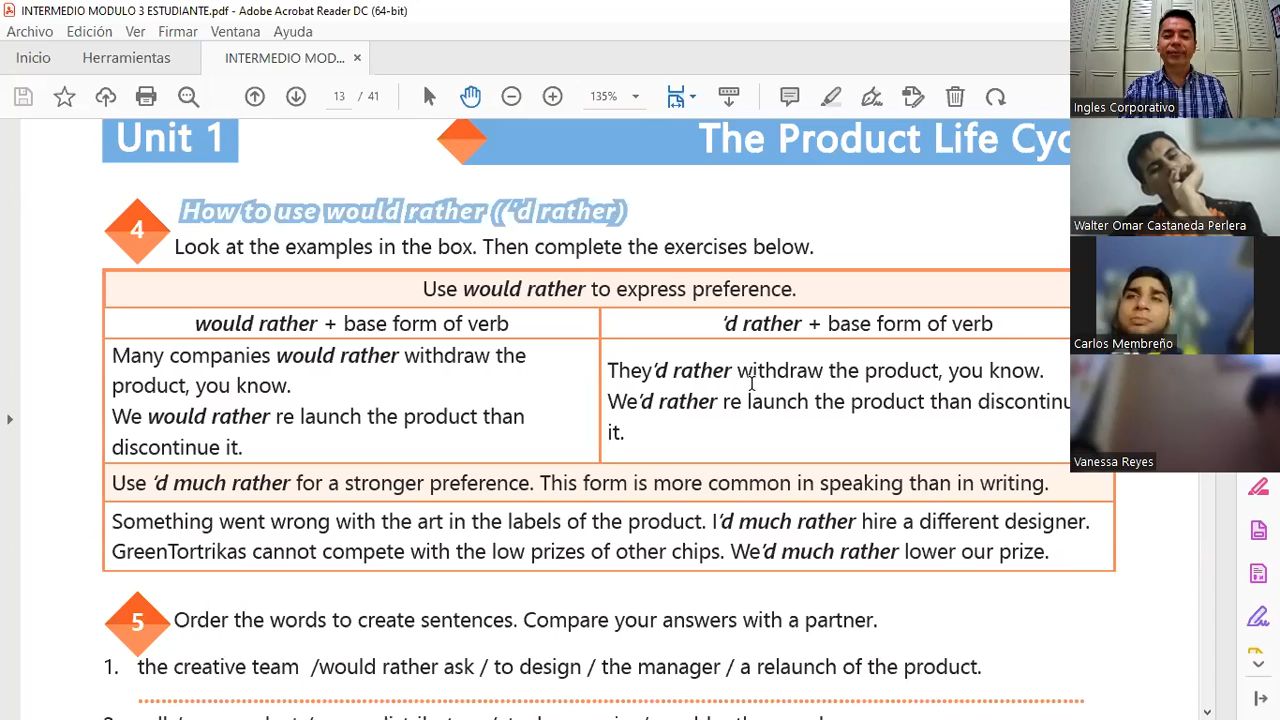 INTERMEDIO MODULO 3 ESTUDIANTE.pdf - Adobe Acrobat Reader DC (64-bit)
Archivo Edición Ver Firmar Ventana Ayuda
Inicio Herramientas INTERMEDIO MOD... ×
13 / 41 135%
Unit 1 The Product Life Cyc
4 How to use would rather (('d rather)
Look at the examples in the box. Then complete the exercises below.
Use would rather to express preference.
would rather + base form of verb
'd rather + base form of verb
Many companies would rather withdraw the
product, you know.
We would rather re launch the product than
discontinue it.
They'd rather withdraw the product, you know.
We'd rather re launch the product than discontinu
it.
Use 'd much rather for a stronger preference. This form is more common in speaking than in writing.
Something went wrong with the art in the labels of the product. I'd much rather hire a different designer.
GreenTortrikas cannot compete with the low prizes of other chips. We'd much rather lower our prize.
5 Order the words to create sentences. Compare your answers with a partner.
1. the creative team /would rather ask / to design / the manager / a relaunch of the product.
Ingles Corporativo
Walter Omar Castaneda Perlera
Carlos Membreño
Vanessa Reyes